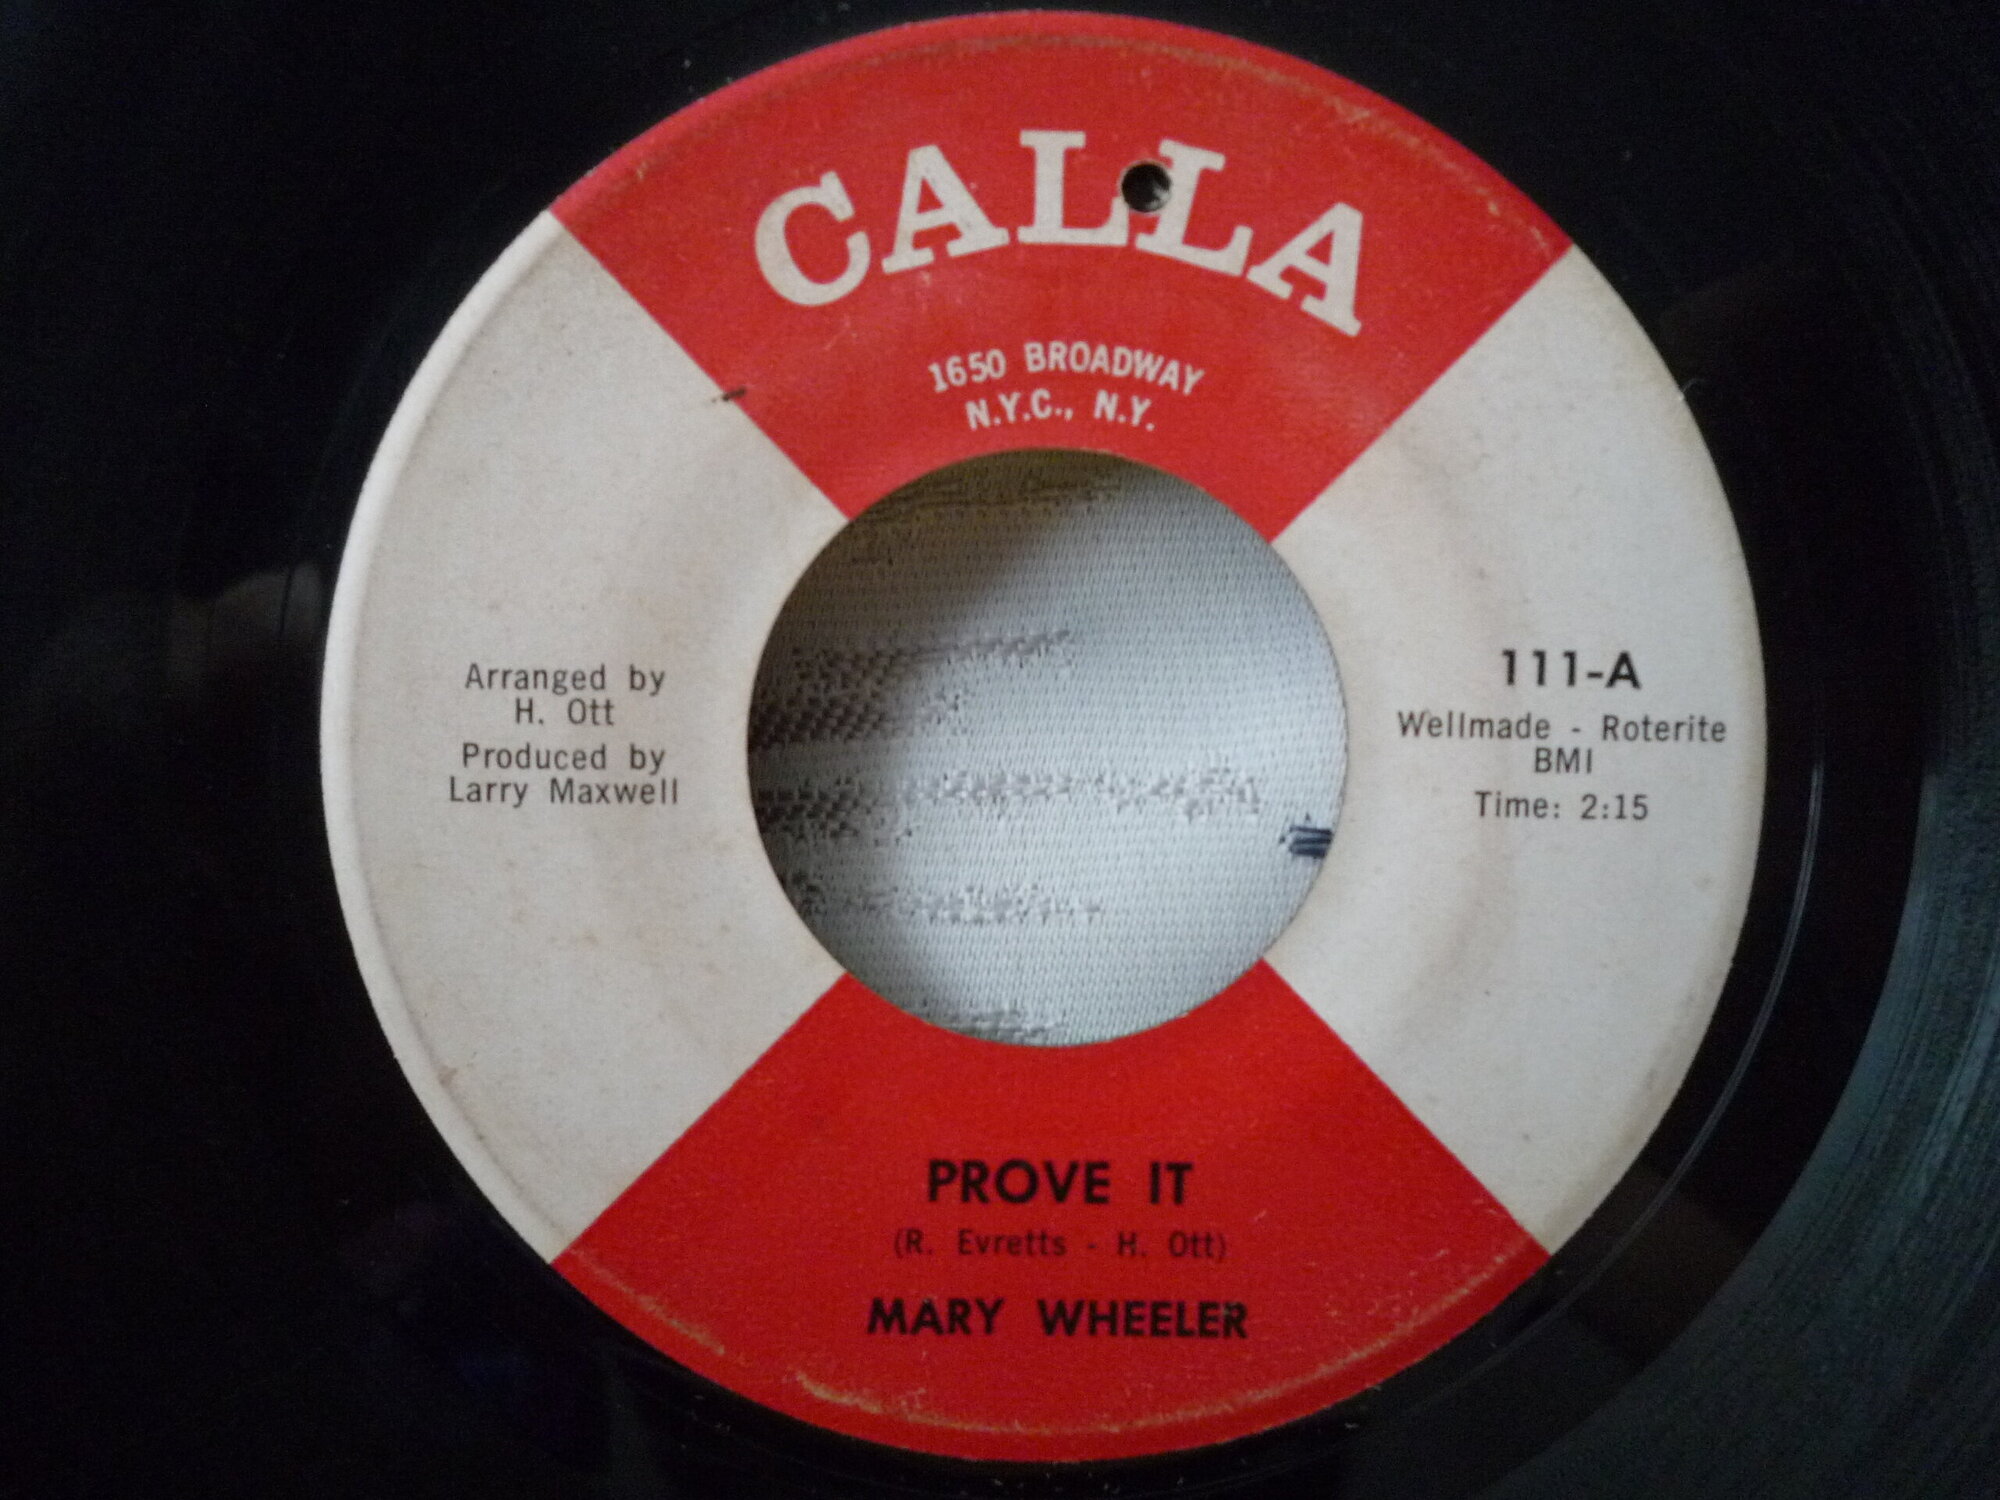 CALLA
1650 BROADWAY
N.Y.C., N.Y.
Arranged by
H. Ott
Produced by
Larry Maxwell
111-A
Wellmade - Roterite
BMI
Time: 2:15
PROVE IT
(R. Evretts - H. Ott)
MARY WHEELER